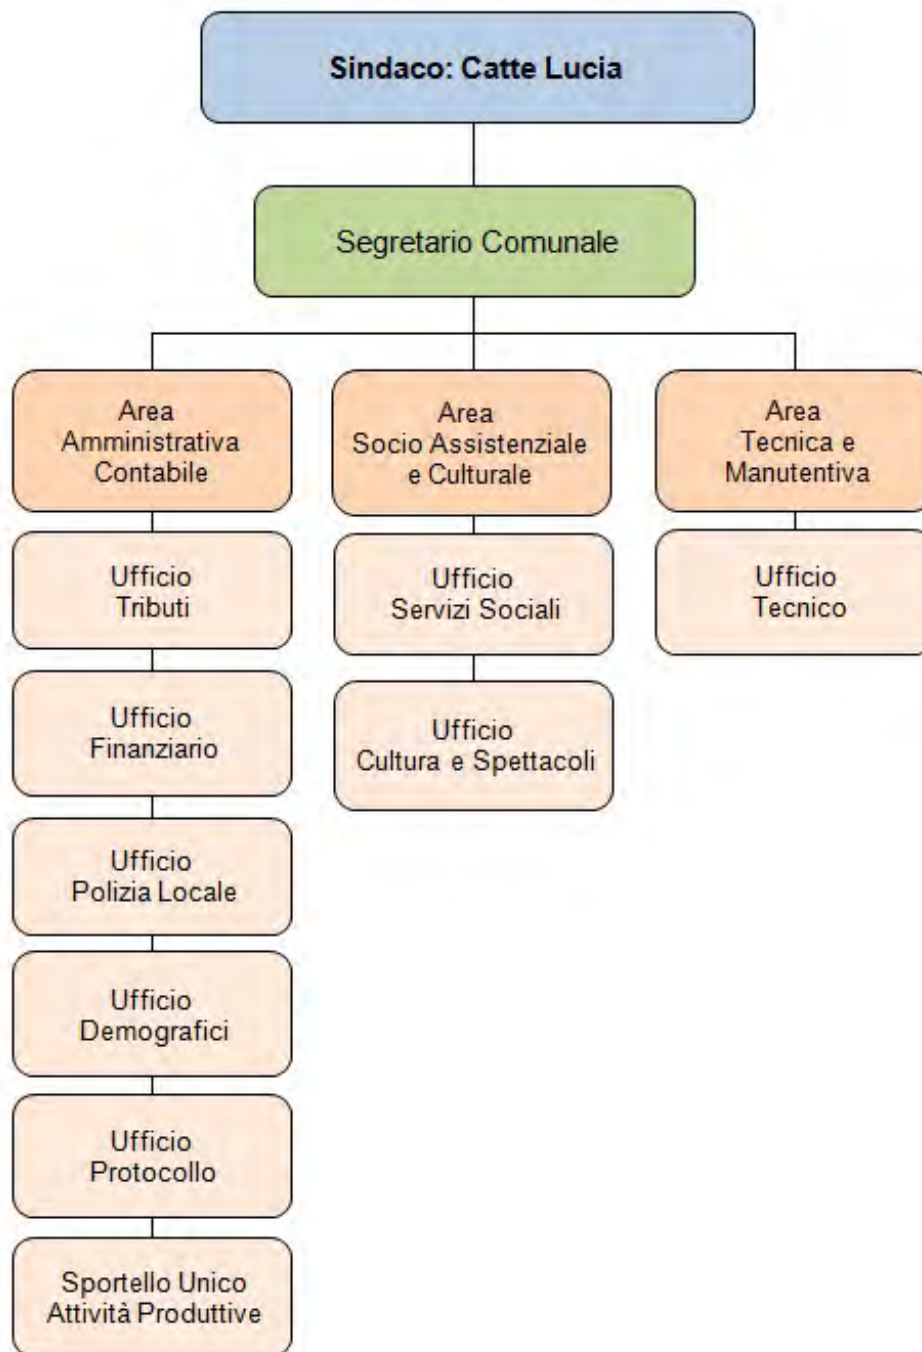 Sindaco: Catte Lucia
Segretario Comunale
Area
Amministrativa
Contabile
Area
Socio Assistenziale
e Culturale
Area
Tecnica e
Manutentiva
Ufficio
Tributi
Ufficio
Finanziario
Ufficio
Polizia Locale
Ufficio
Demografici
Ufficio
Protocollo
Sportello Unico
Attività Produttive
Ufficio
Servizi Sociali
Ufficio
Cultura e Spettacoli
Ufficio
Tecnico